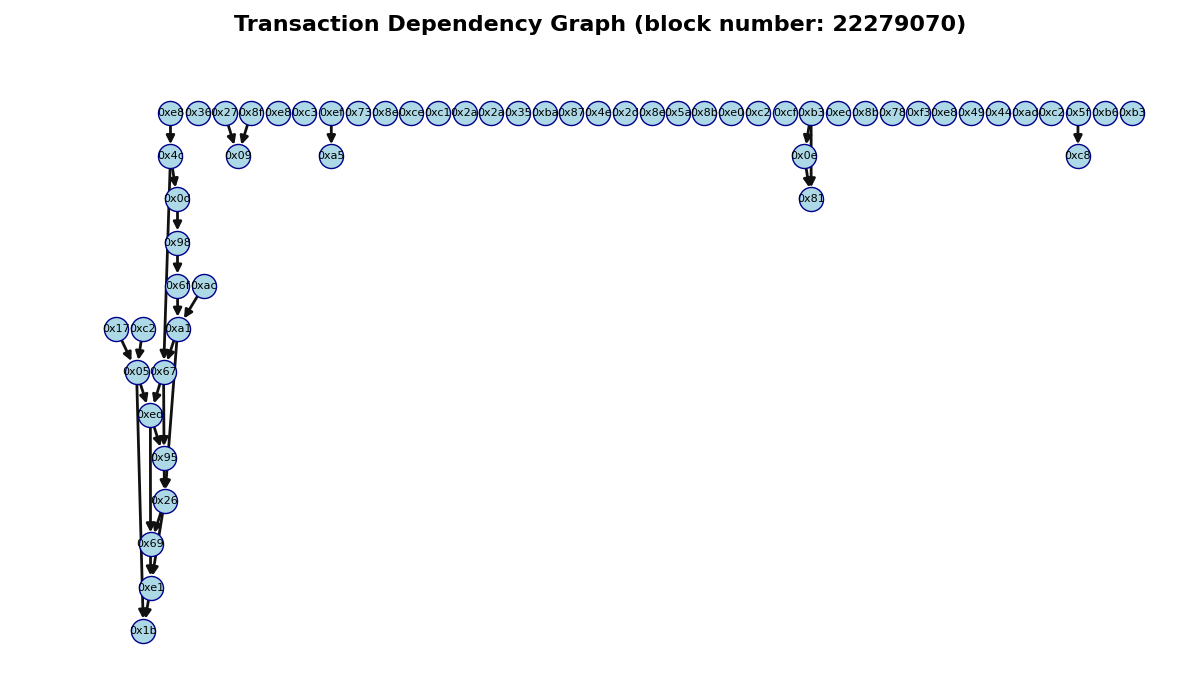 Transaction Dependency Graph (block number: 22279070)
0xe8 0x36 0x27 0x8f 0xe8 0xc3 0xef 0x73 0x8e 0xce 0xc1 0x2a 0x2a 0x35 0xba 0x87 0x4e 0x2d 0x8e 0x5a 0x8b 0xe0 0xc2 0xcf 0xb3 0xec 0x8b 0x78 0xf3 0xe8 0x49 0x44 0xad 0xc2 0x5f 0xb6 0xb3
0x4c 0x09 0xa5 0x0e 0xc8
0x0d 0x81
0x98
0x6f 0xac
0x17 0xc2 0xa1
0x05 0x67
0xed
0x95
0x26
0x69
0xe1
0x1b